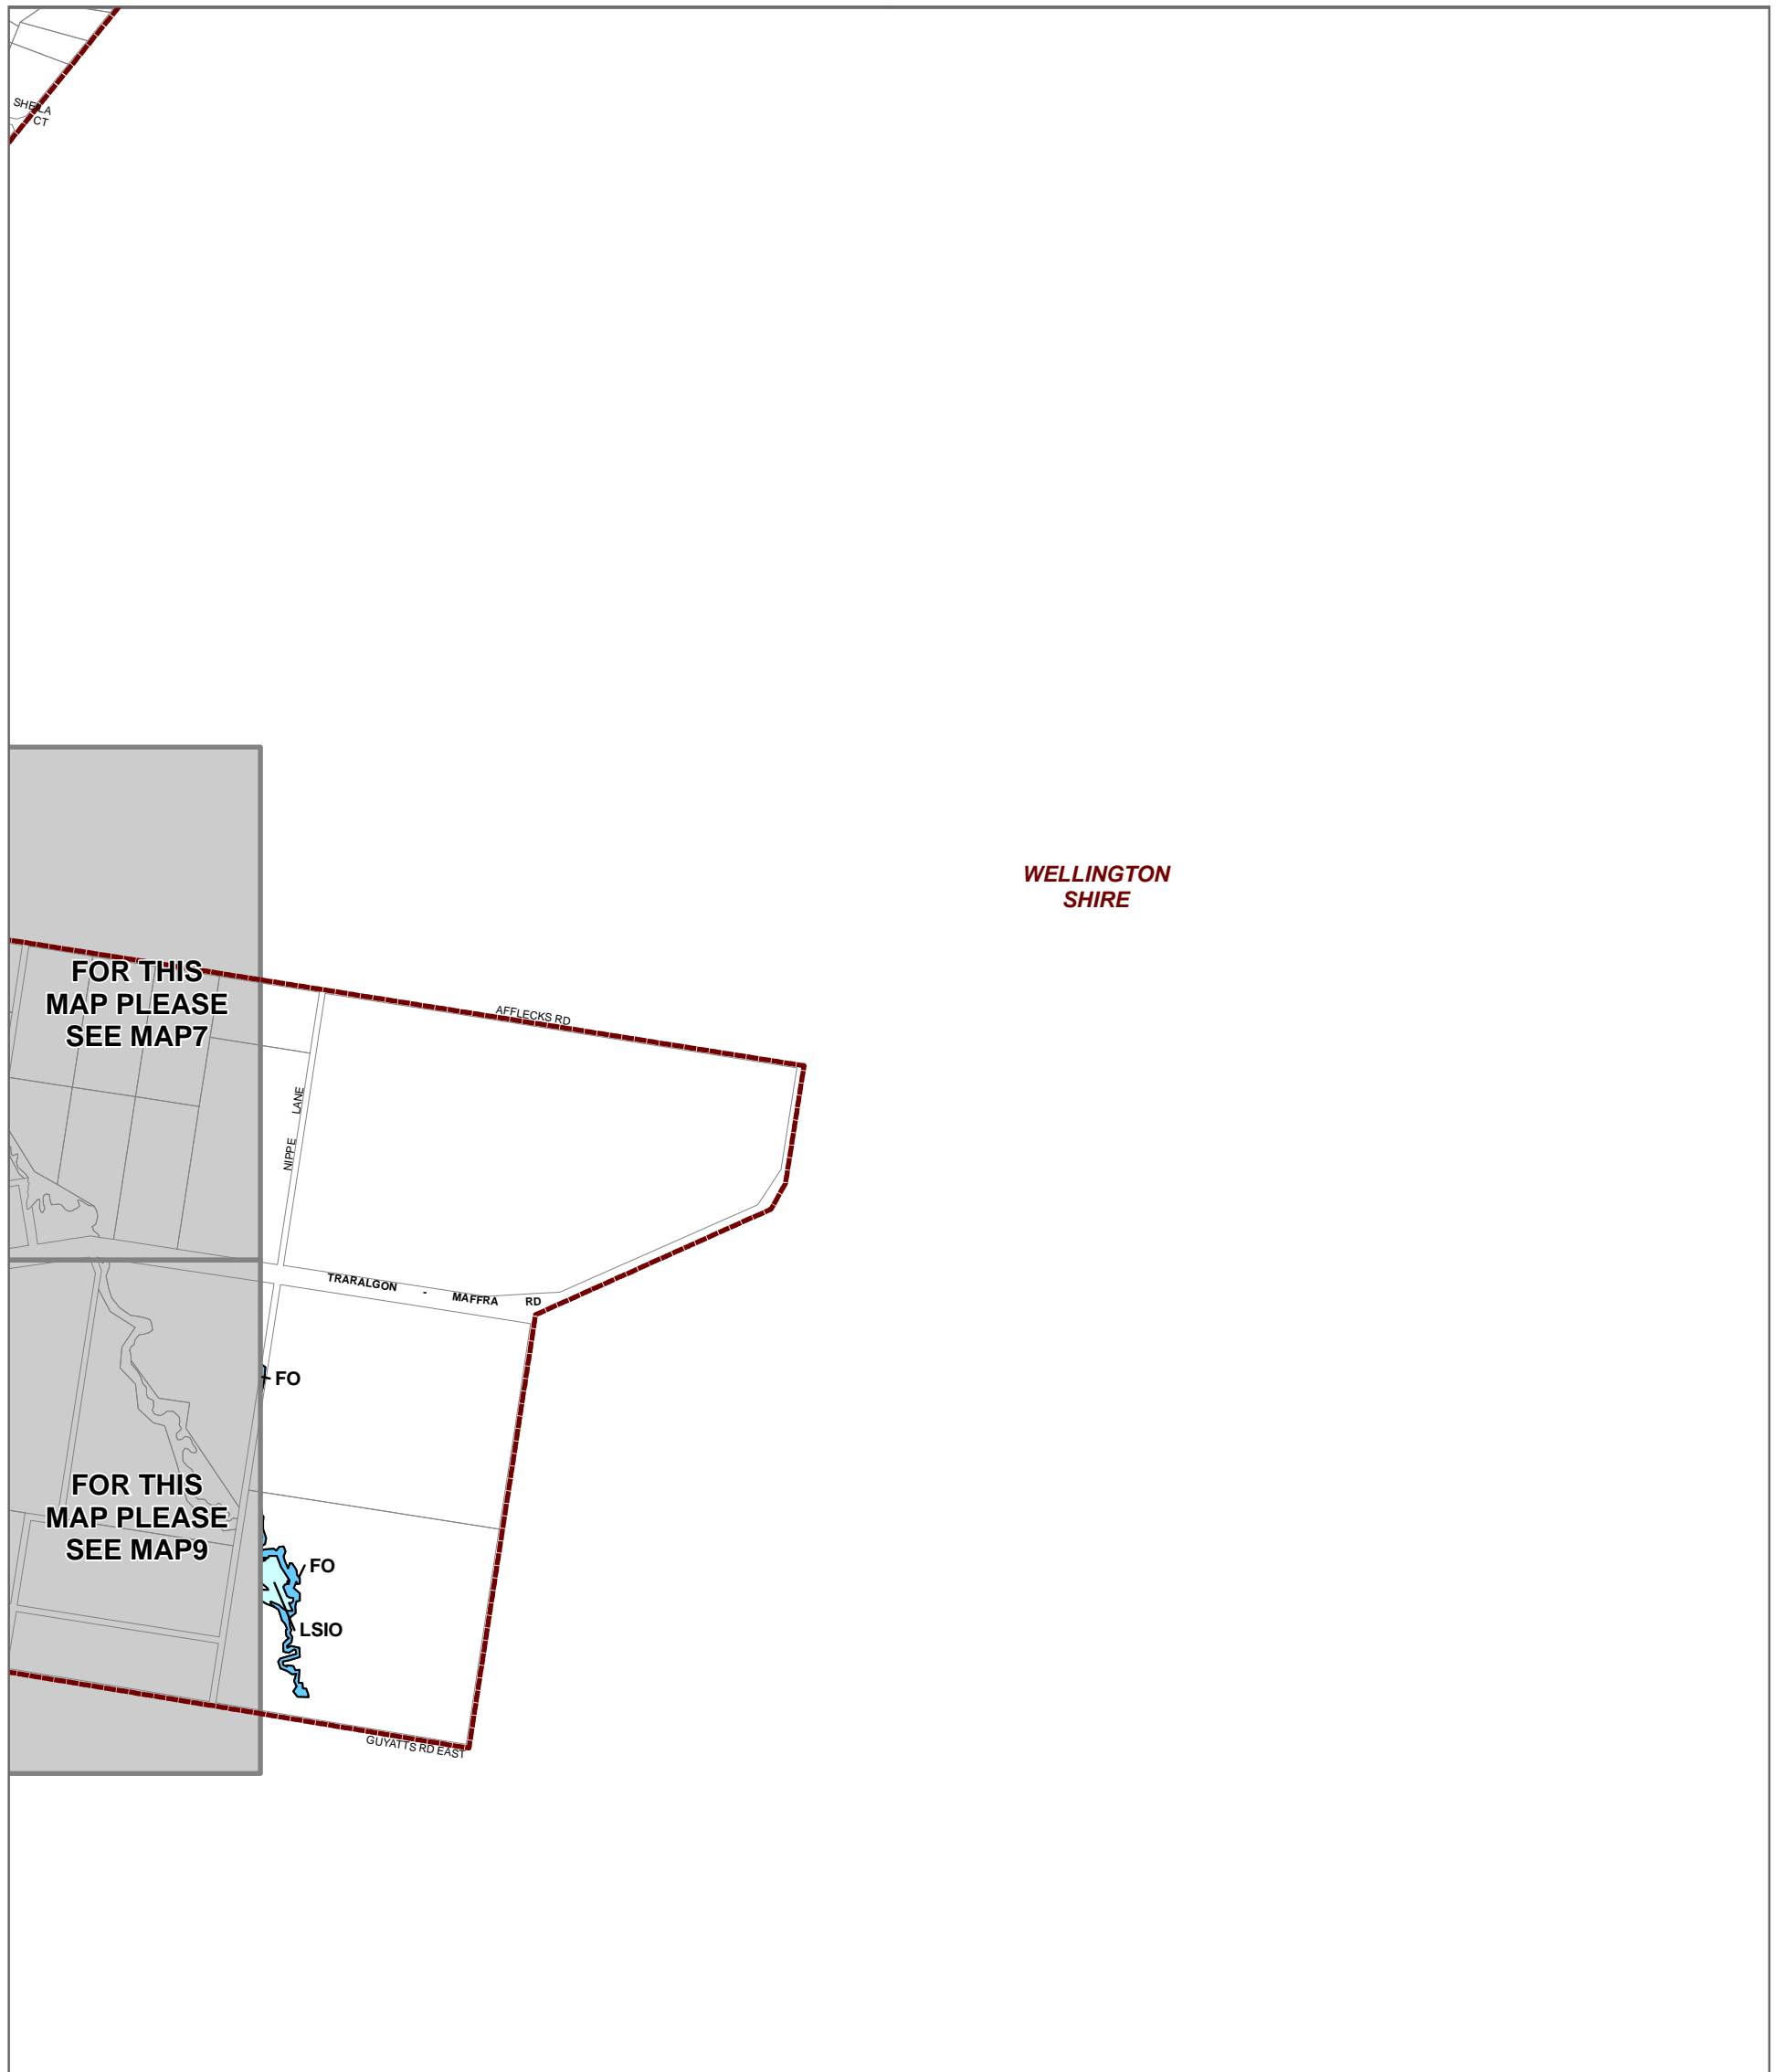 SHEILA
CT
WELLINGTON
SHIRE
FOR THIS
MAP PLEASE
SEE MAP7
AFFLECKS RD
NIPPE LANE
TRARALGON - MAFFRA RD
FO
FOR THIS
MAP PLEASE
SEE MAP9
FO
LSIO
GUYATTS RD EAST